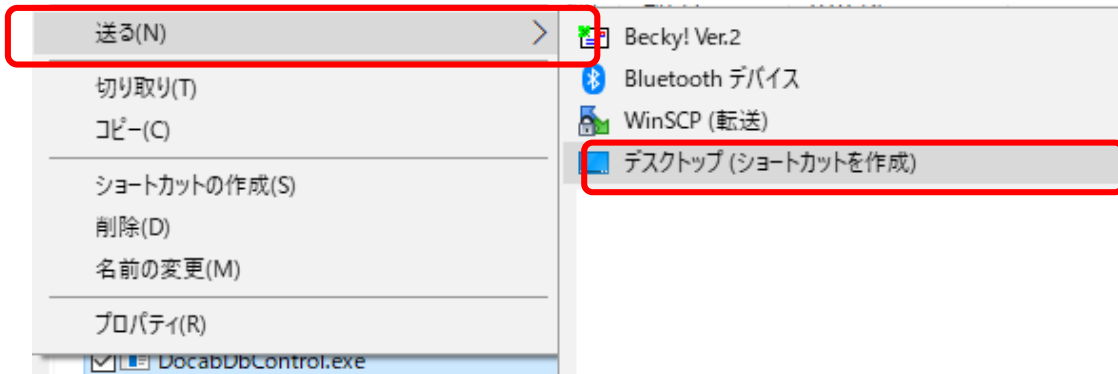 送る(N)
切り取り(T)
コピー(C)
ショートカットの作成(S)
削除(D)
名前の変更(M)
プロパティ(R)
DocabDbControl.exe
Becky! Ver.2
Bluetooth デバイス
WinSCP (転送)
デスクトップ (ショートカットを作成)